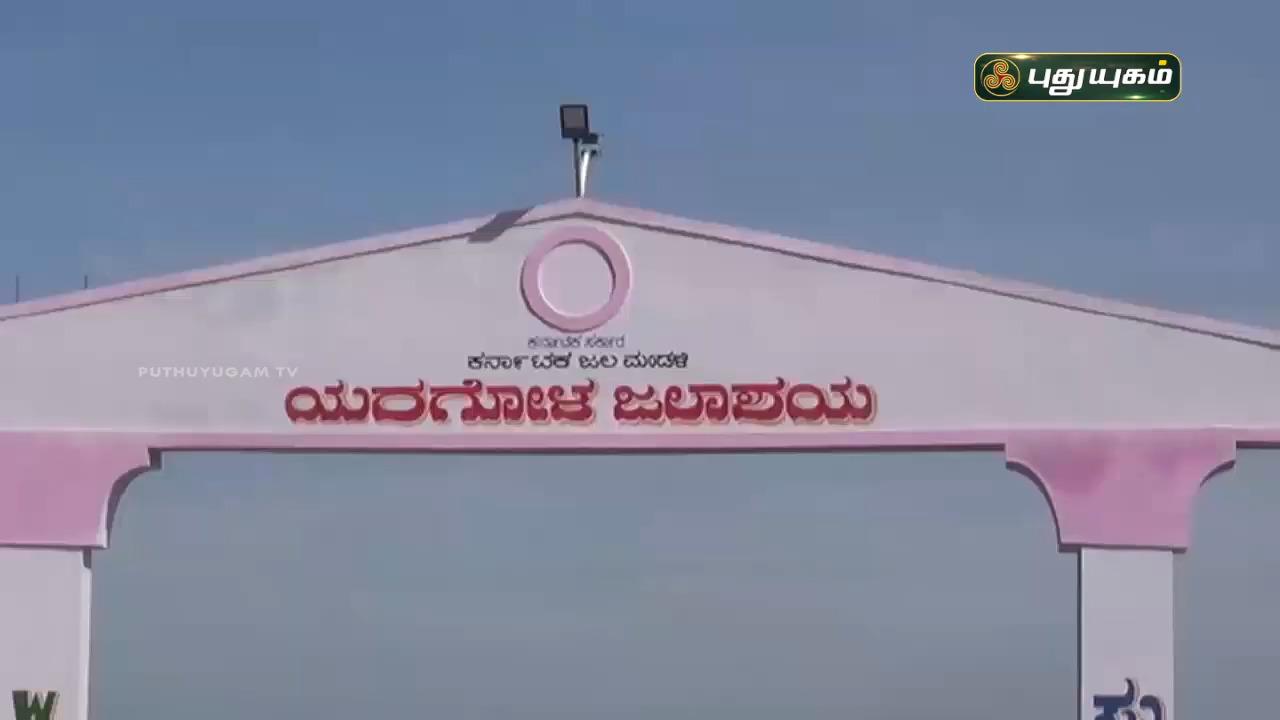 புதுயுகம்
ಕರ್ನಾಟಕ ಸರ್ಕಾರ
ಕರ್ನಾಟಕ ಜಲ ಮಂಡಳಿ
PUTHUYUGAM TV
ಯರಗೋಳ ಜಲಾಶಯ
W
ಸು